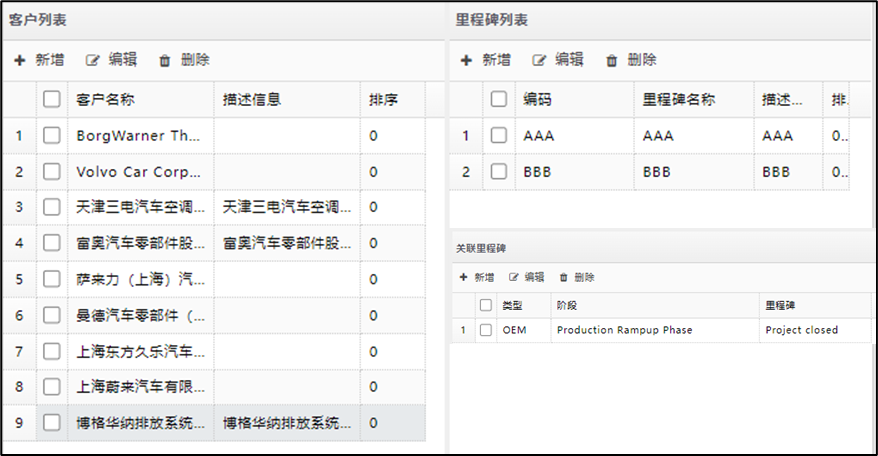 客户列表
新增 编辑 删除
客户名称 描述信息 排序
1 BorgWarner Th... 0
2 Volvo Car Corp... 0
3 天津三电汽车空调... 天津三电汽车空调... 0
4 富奥汽车零部件股... 富奥汽车零部件股... 0
5 萨来力（上海）汽... 0
6 曼德汽车零部件（... 0
7 上海东方久乐汽车... 0
8 上海蔚来汽车有限... 0
9 博格华纳排放系统... 博格华纳排放系统... 0
里程碑列表
新增 编辑 删除
编码 里程碑名称 描述... 排..
1 AAA AAA AAA 0..
2 BBB BBB BBB 0..
关联里程碑
新增 编辑 删除
类型 阶段 里程碑
1 OEM Production Rampup Phase Project closed